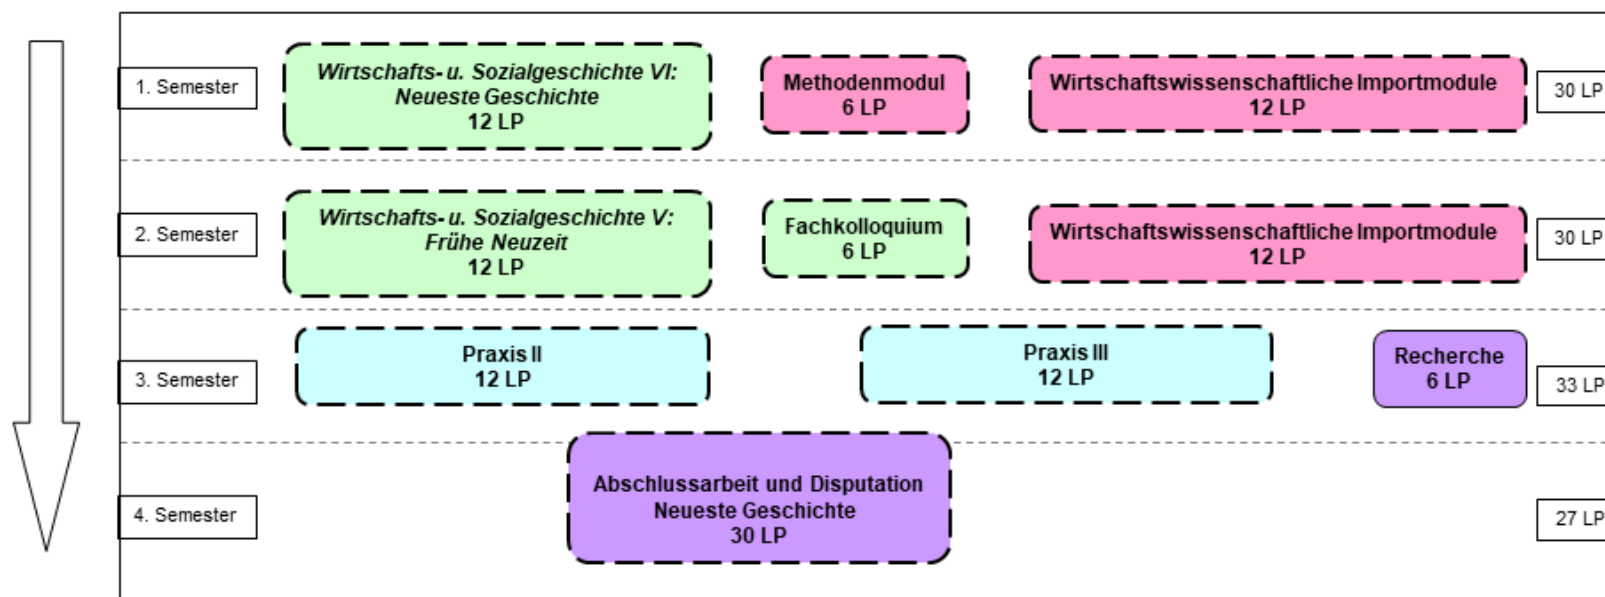 1. Semester
Wirtschafts- u. Sozialgeschichte VI:
Neueste Geschichte
12 LP
Methodenmodul
6 LP
Wirtschaftswissenschaftliche Importmodule
12 LP
30 LP
2. Semester
Wirtschafts- u. Sozialgeschichte V:
Frühe Neuzeit
12 LP
Fachkolloquium
6 LP
Wirtschaftswissenschaftliche Importmodule
12 LP
30 LP
3. Semester
Praxis II
12 LP
Praxis III
12 LP
Recherche
6 LP
33 LP
4. Semester
Abschlussarbeit und Disputation
Neueste Geschichte
30 LP
27 LP